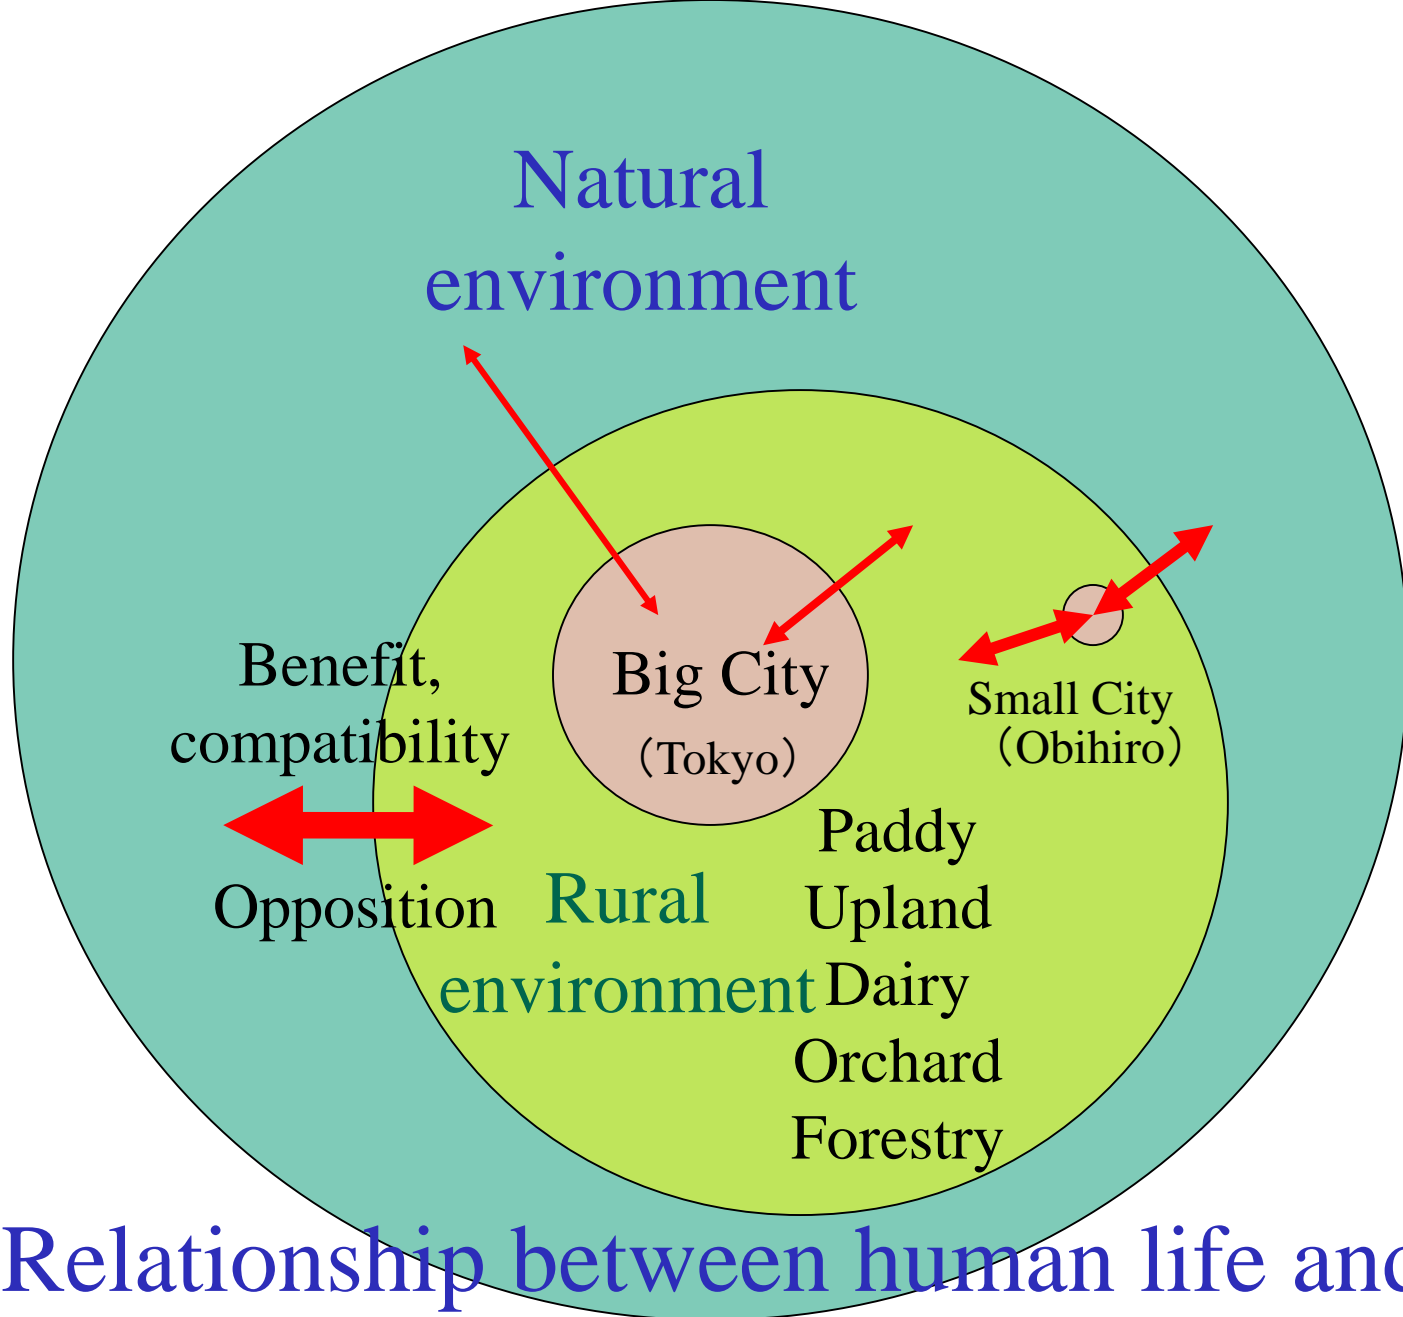 Natural
environment
Benefit,
compatibility
Opposition
Big City
（Tokyo）
Small City
（Obihiro）
Rural
environment
Paddy
Upland
Dairy
Orchard
Forestry
Relationship between human life and